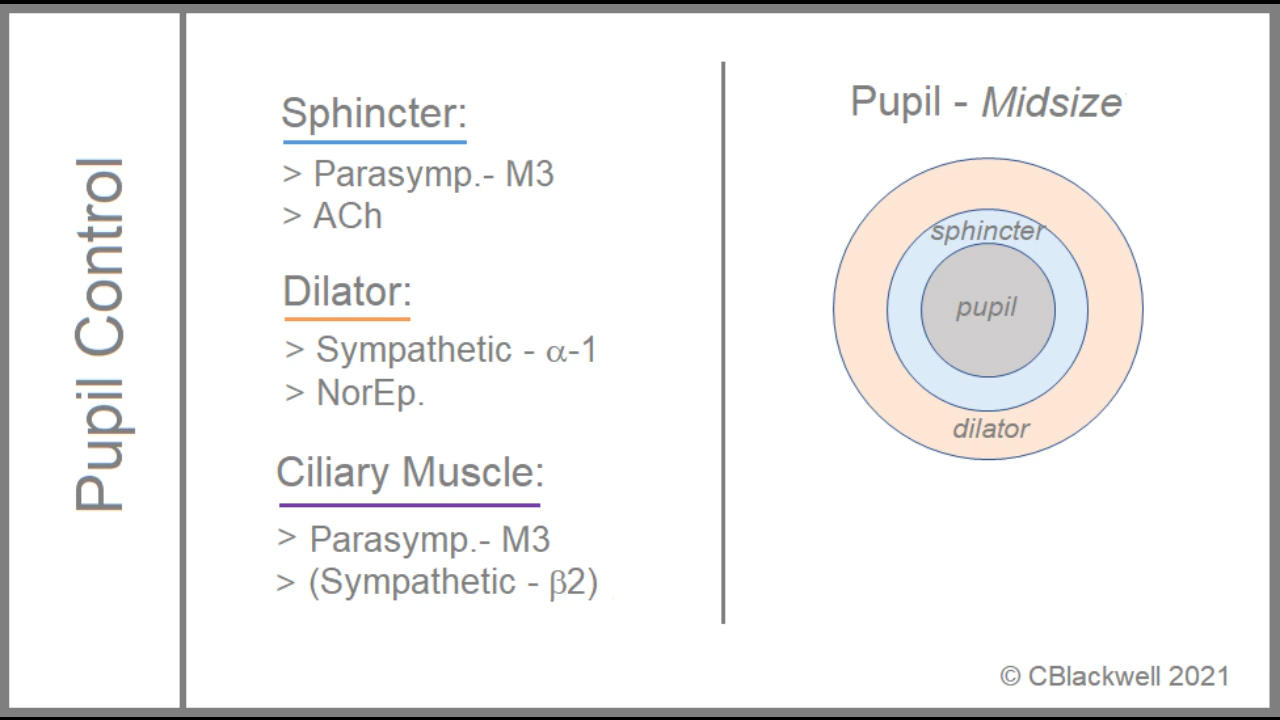 Pupil Control
Sphincter:
> Parasymp.- M3
> ACh
Dilator:
> Sympathetic - α-1
> NorEp.
Ciliary Muscle:
> Parasymp.- M3
> (Sympathetic - β2)
Pupil - Midsize
sphincter
pupil
dilator
© CBlackwell 2021